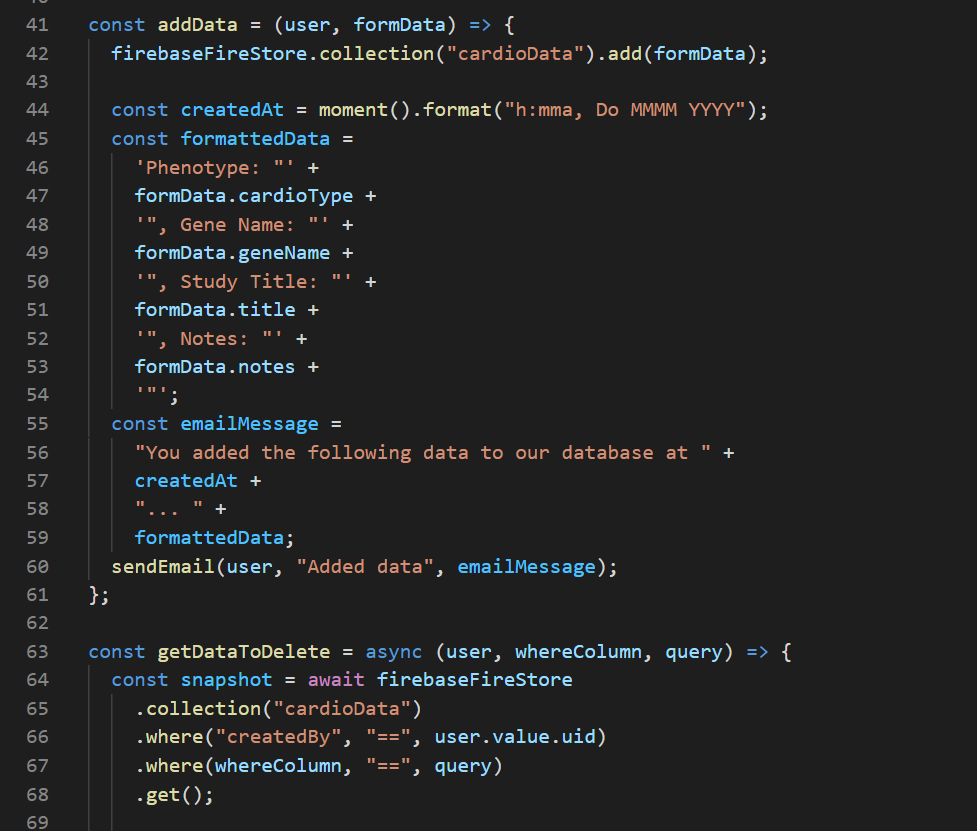 41 const addData = (user, formData) => {
42 firebaseFireStore.collection("cardioData").add(formData);
43
44 const createdAt = moment().format("h:mma, Do MMMM YYYY");
45 const formattedData =
46 'Phenotype: "' +
47 formData.cardioType +
48 '", Gene Name: "' +
49 formData.geneName +
50 '", Study Title: "' +
51 formData.title +
52 '", Notes: "' +
53 formData.notes +
54 '"';
55 const emailMessage =
56 "You added the following data to our database at " +
57 createdAt +
58 "... " +
59 formattedData;
60 sendEmail(user, "Added data", emailMessage);
61 };
62
63 const getDataToDelete = async (user, whereColumn, query) => {
64 const snapshot = await firebaseFireStore
65 .collection("cardioData")
66 .where("createdBy", "==", user.value.uid)
67 .where(whereColumn, "==", query)
68 .get();
69